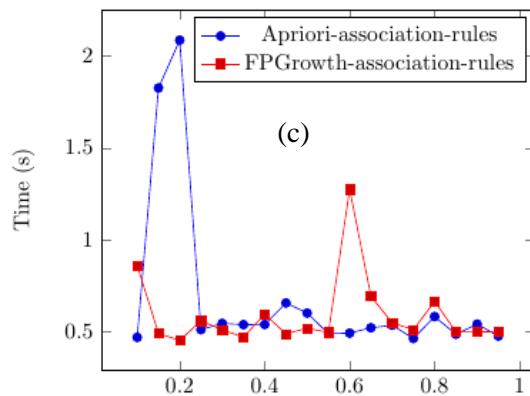 2
Apriori-association-rules
FPGrowth-association-rules
(c)
1.5
Time (s)
1
0.5
0.2 0.4 0.6 0.8 1